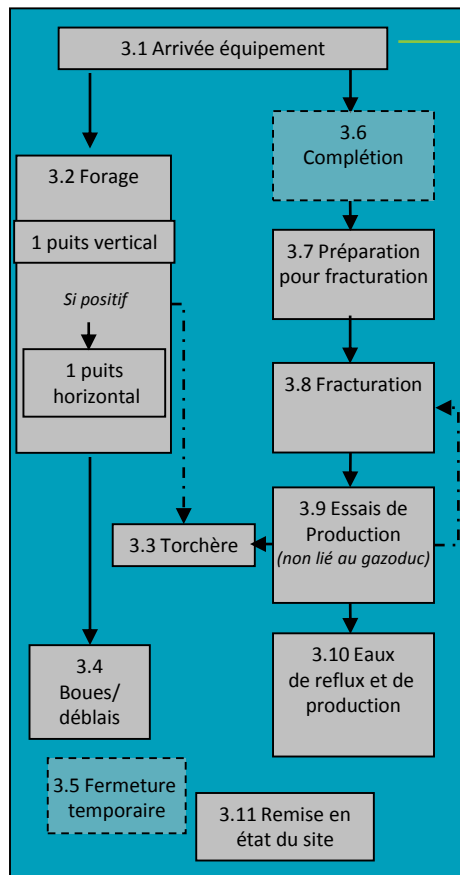 3.1 Arrivée équipement
3.2 Forage
1 puits vertical
Si positif
1 puits
horizontal
3.3 Torchère
3.4
Boues/
déblais
3.5 Fermeture
temporaire
3.6
Complétion
3.7 Préparation
pour fracturation
3.8 Fracturation
3.9 Essais de
Production
(non lié au gazoduc)
3.10 Eaux
de reflux et de
production
3.11 Remise en
état du site